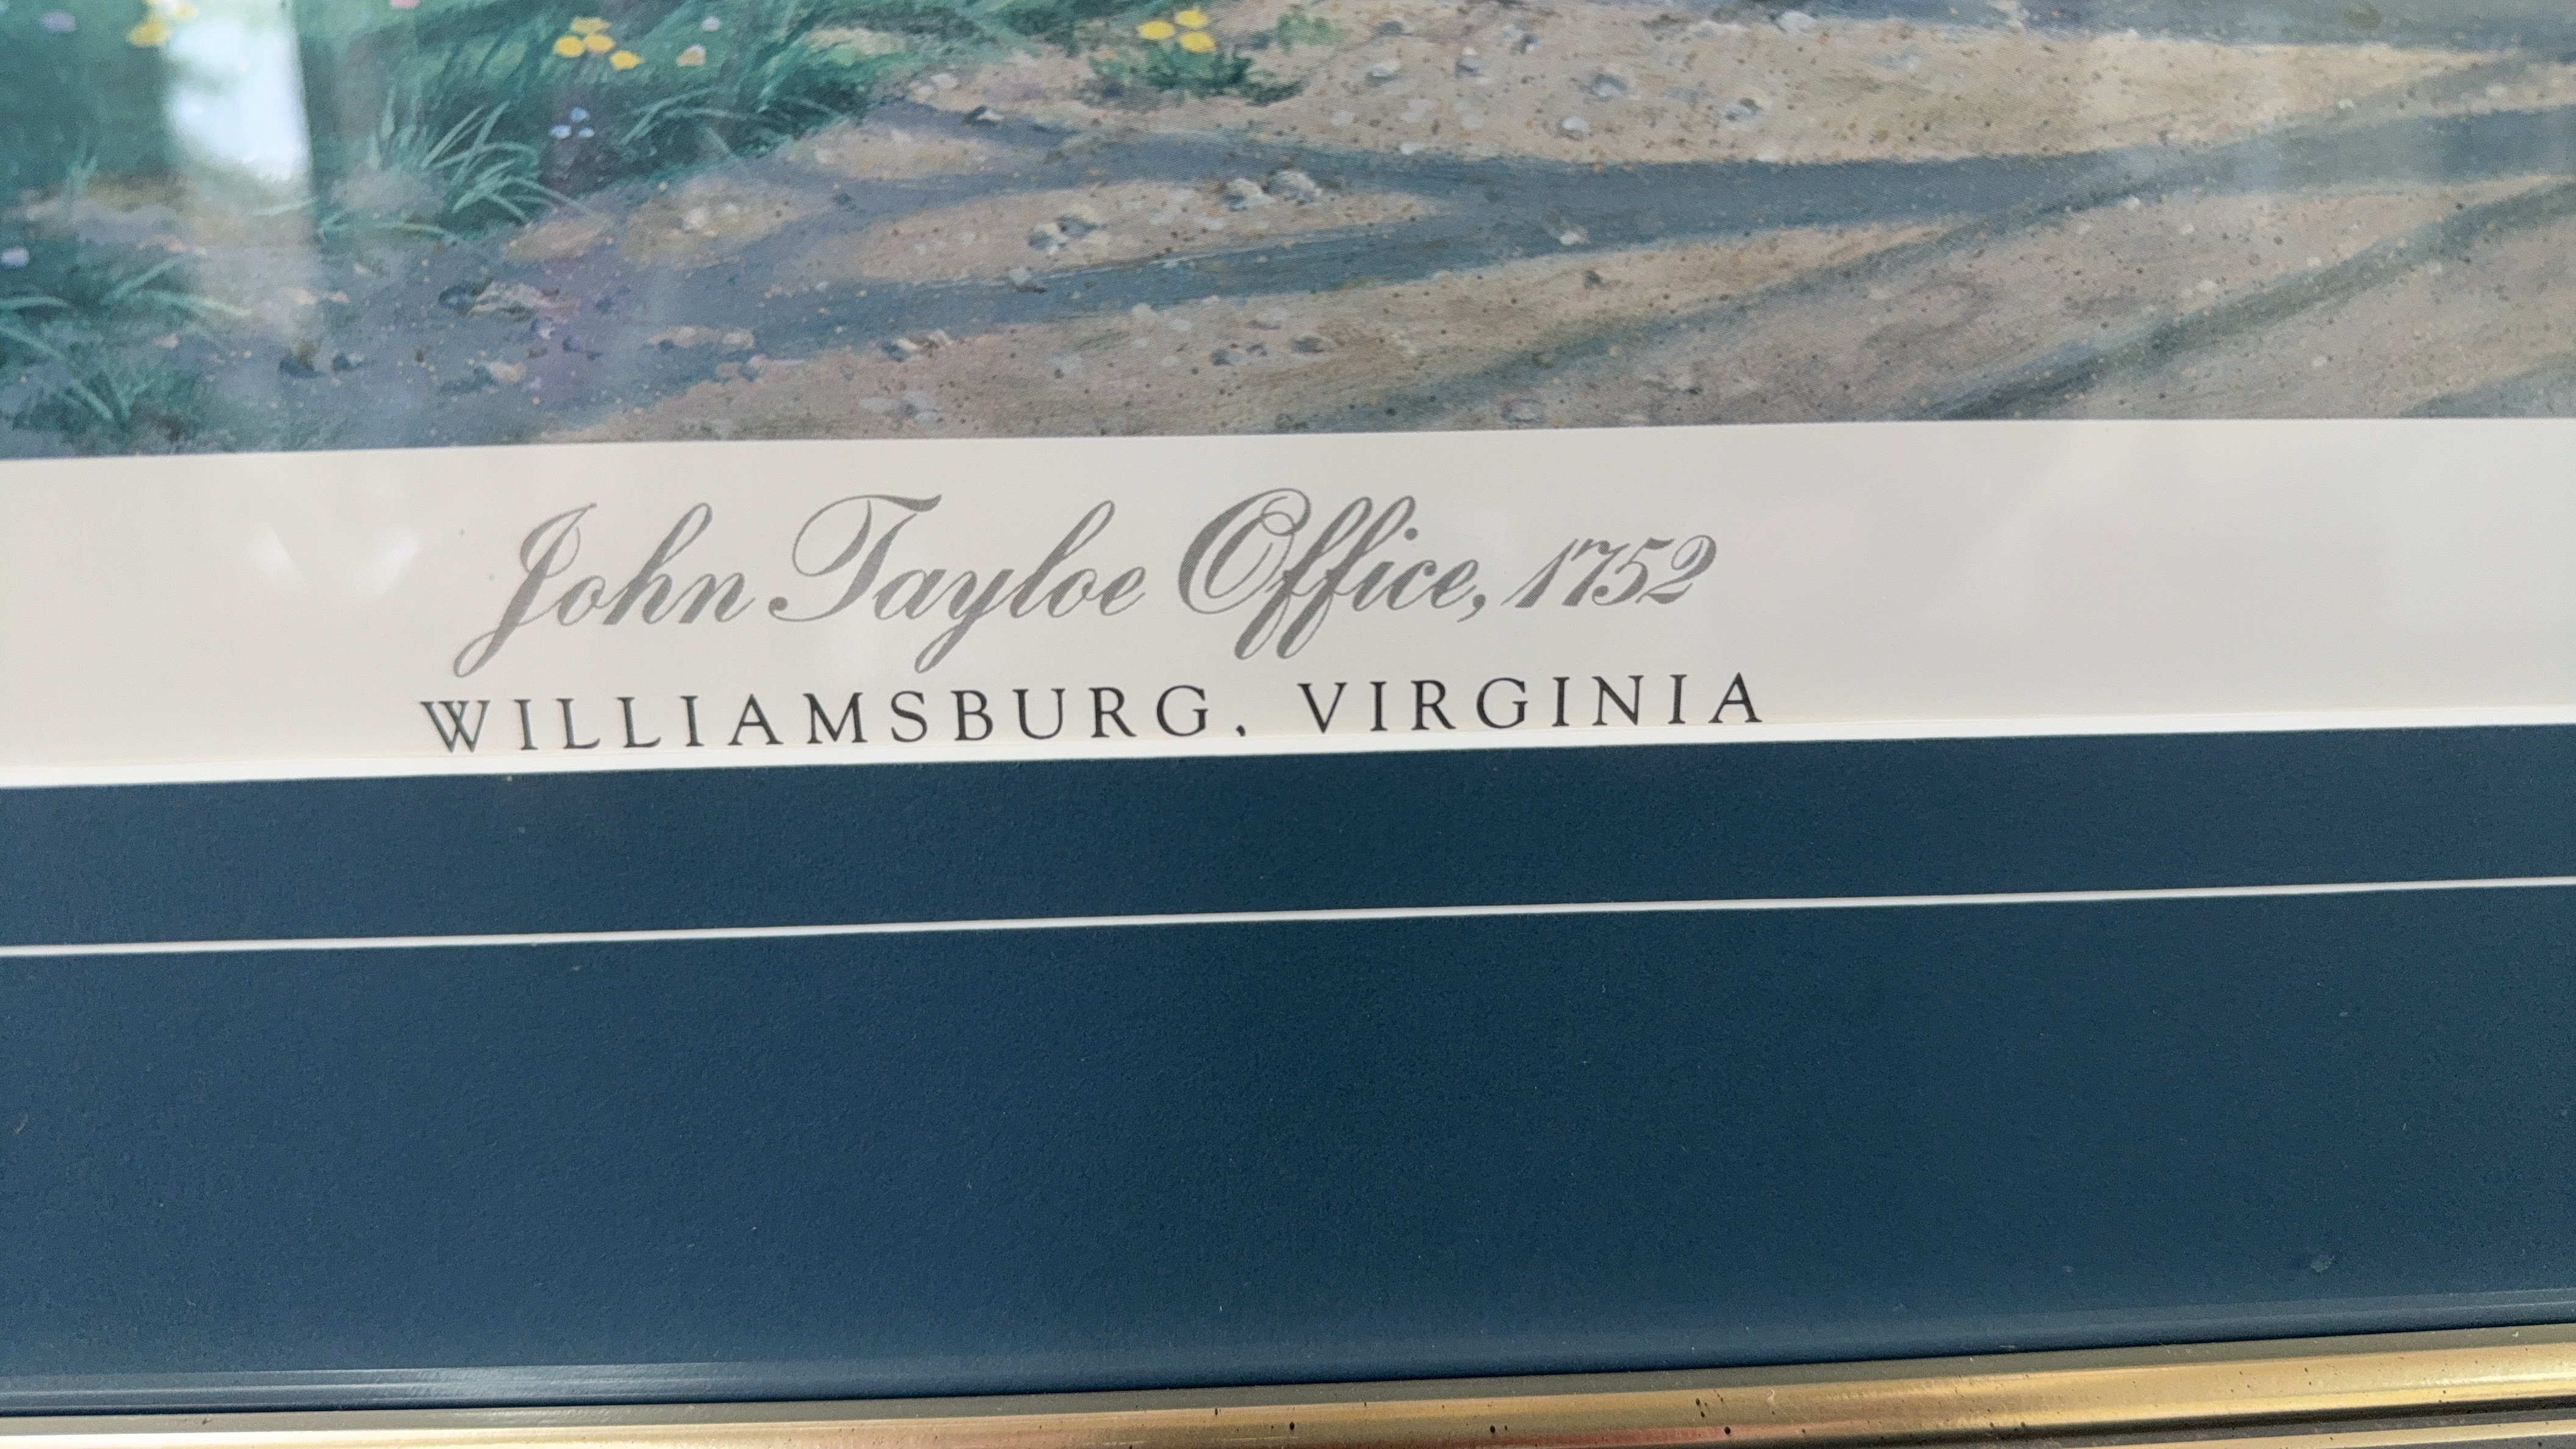 John Tayloe Office, 1752
WILLIAMSBURG, VIRGINIA